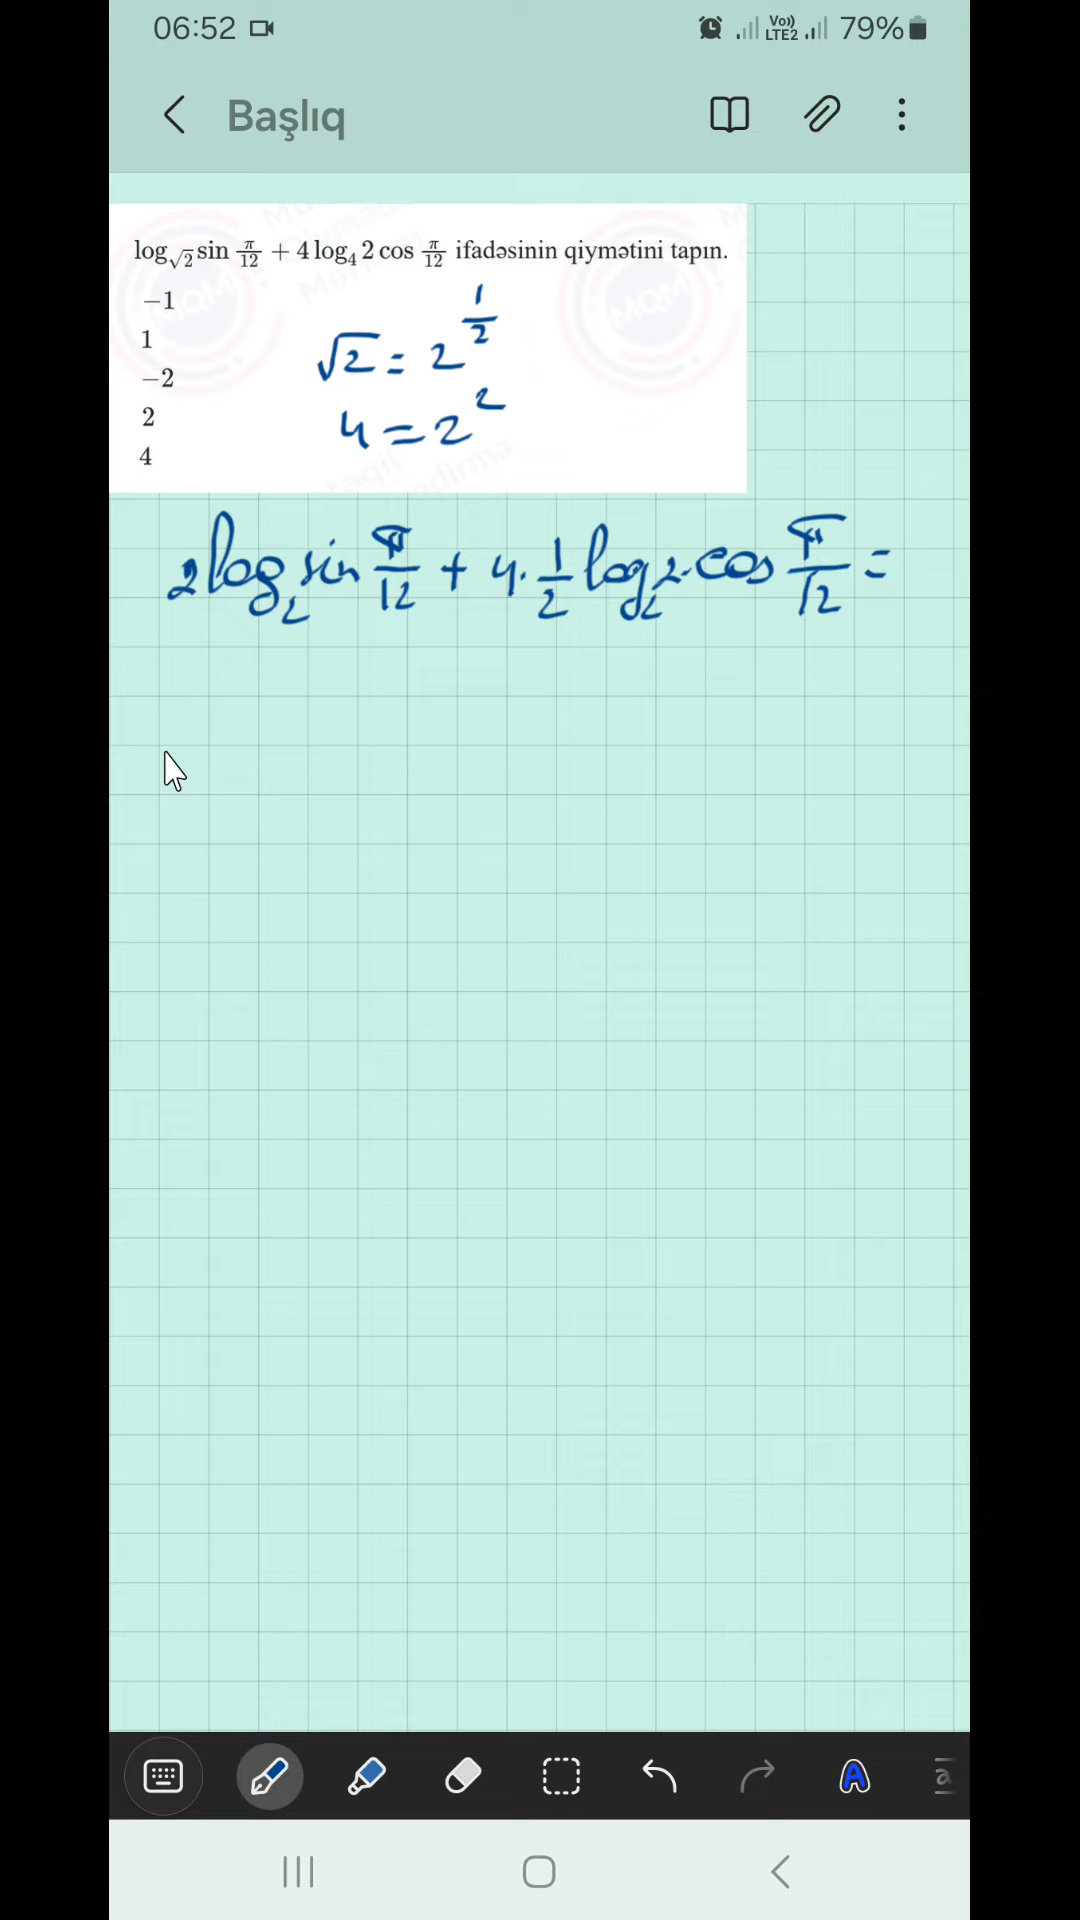 06:52 Vo)) LTE2 79%
Başlıq
log√2 sin π/12 + 4 log4 2 cos π/12 ifadəsinin qiymətini tapın.
−1
1
−2
2
4
√2 = 2^1/2
4 = 2^2
2 log2 sin π/12 + 4 · 1/2 log2 2 · cos π/12 =
A
a